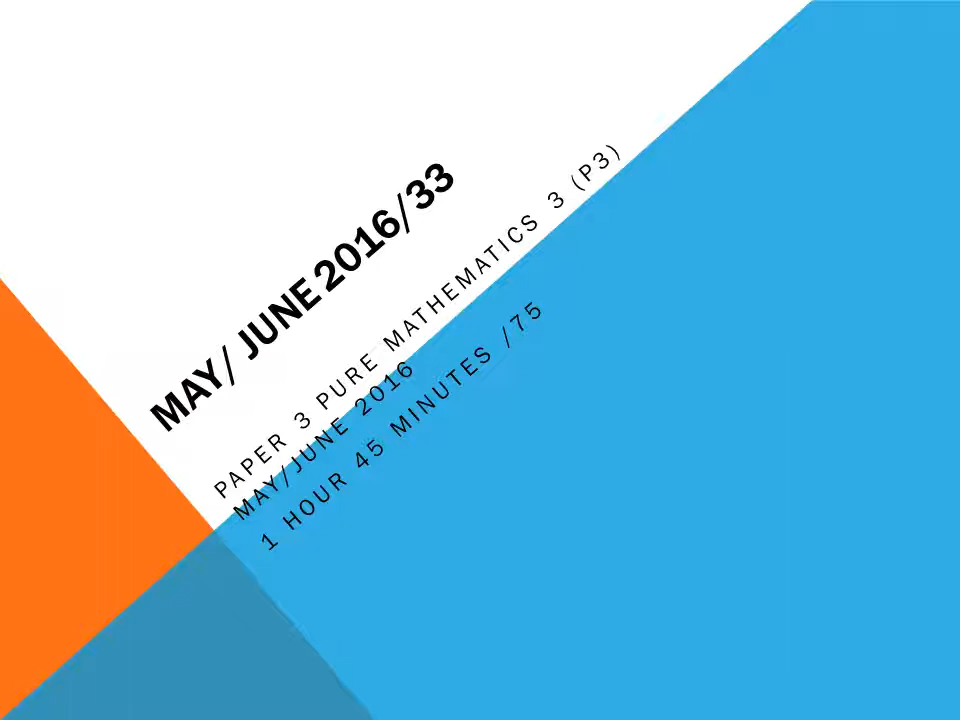 MAY/ JUNE 2016/33
PAPER 3 PURE MATHEMATICS 3 (P3)
MAY/JUNE 2016
1 HOUR 45 MINUTES /75